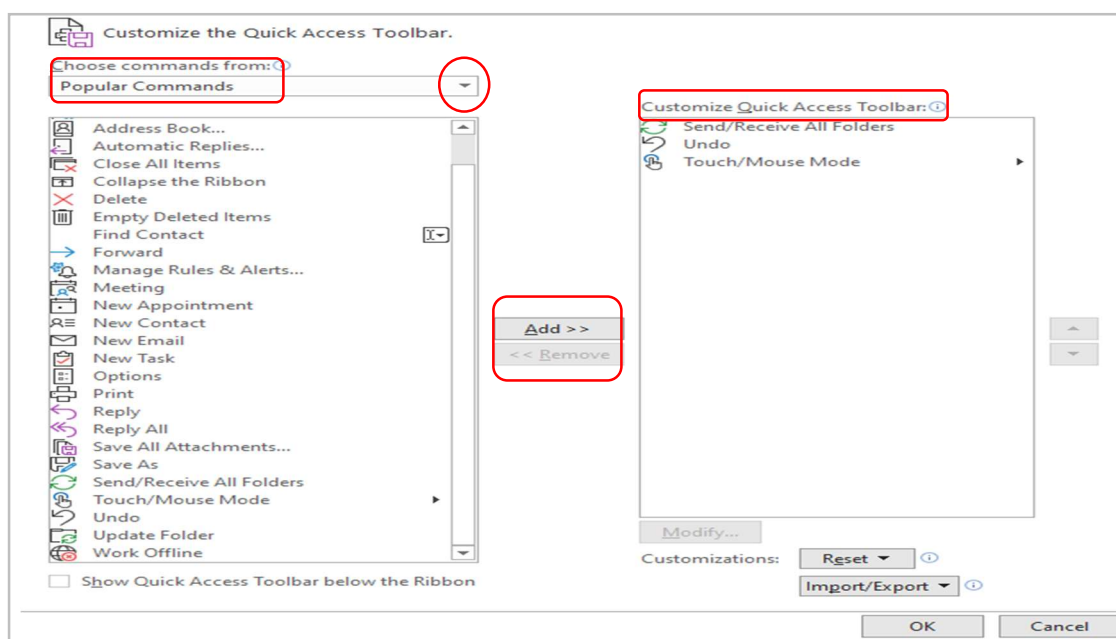 Customize the Quick Access Toolbar.
Choose commands from:
Popular Commands
Address Book...
Automatic Replies...
Close All Items
Collapse the Ribbon
Delete
Empty Deleted Items
Find Contact
Forward
Manage Rules & Alerts...
Meeting
New Appointment
New Contact
New Email
New Task
Options
Print
Reply
Reply All
Save All Attachments...
Save As
Send/Receive All Folders
Touch/Mouse Mode
Undo
Update Folder
Work Offline
Show Quick Access Toolbar below the Ribbon
Add >>
<< Remove
Customize Quick Access Toolbar:
Send/Receive All Folders
Undo
Touch/Mouse Mode
Modify...
Customizations: Reset
Import/Export
OK Cancel